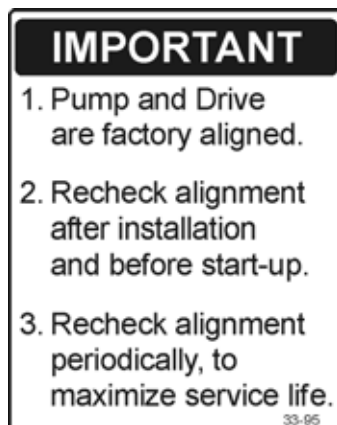 IMPORTANT
1. Pump and Drive
are factory aligned.
2. Recheck alignment
after installation
and before start-up.
3. Recheck alignment
periodically, to
maximize service life.
33-95